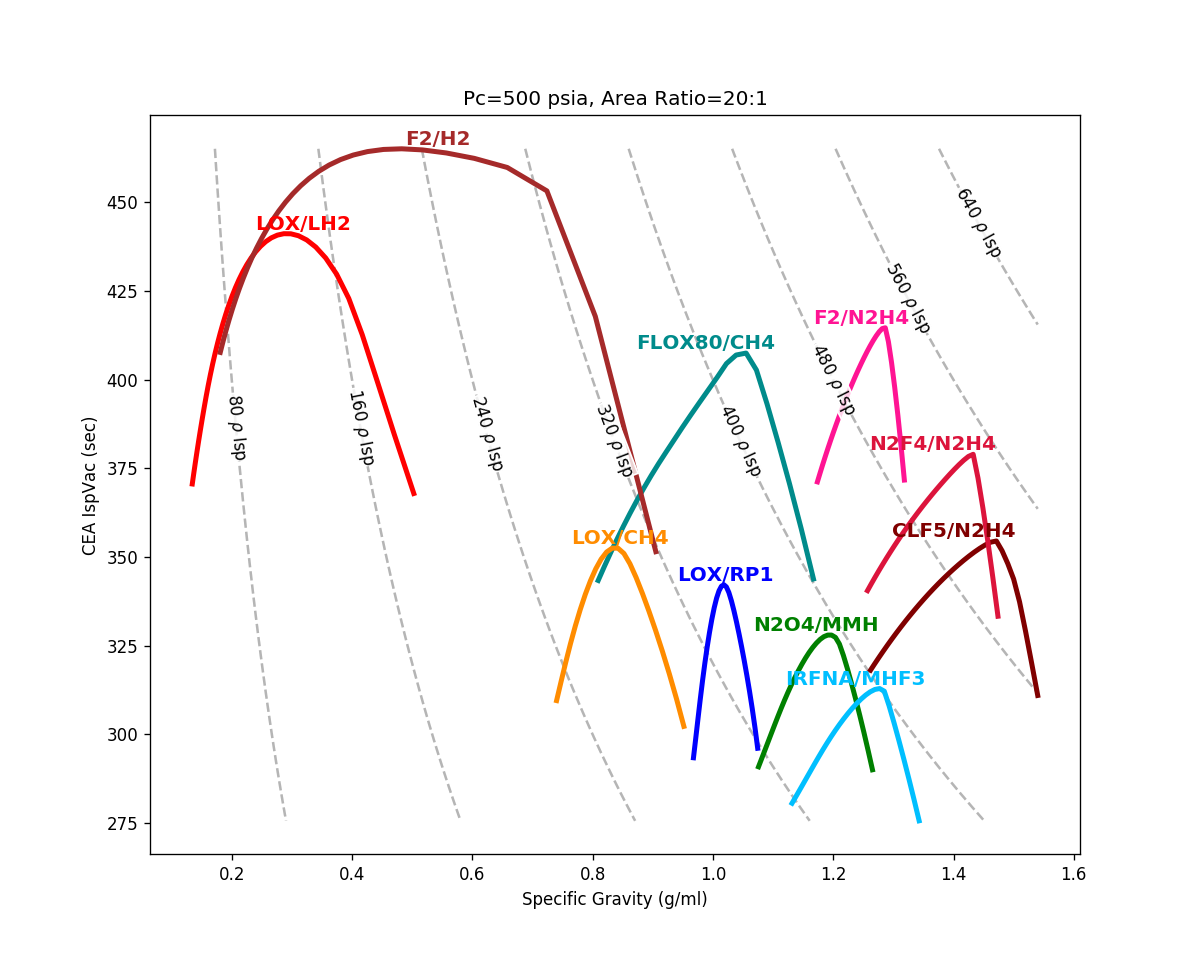 Pc=500 psia, Area Ratio=20:1
F2/H2
LOX/LH2
F2/N2H4
FLOX80/CH4
N2F4/N2H4
CLF5/N2H4
LOX/CH4
LOX/RP1
N2O4/MMH
IRFNA/MHF3
80 ρ Isp
160 ρ Isp
240 ρ Isp
320 ρ Isp
400 ρ Isp
480 ρ Isp
560 ρ Isp
640 ρ Isp
CEA IspVac (sec)
450
425
400
375
350
325
300
275
0.2 0.4 0.6 0.8 1.0 1.2 1.4 1.6
Specific Gravity (g/ml)